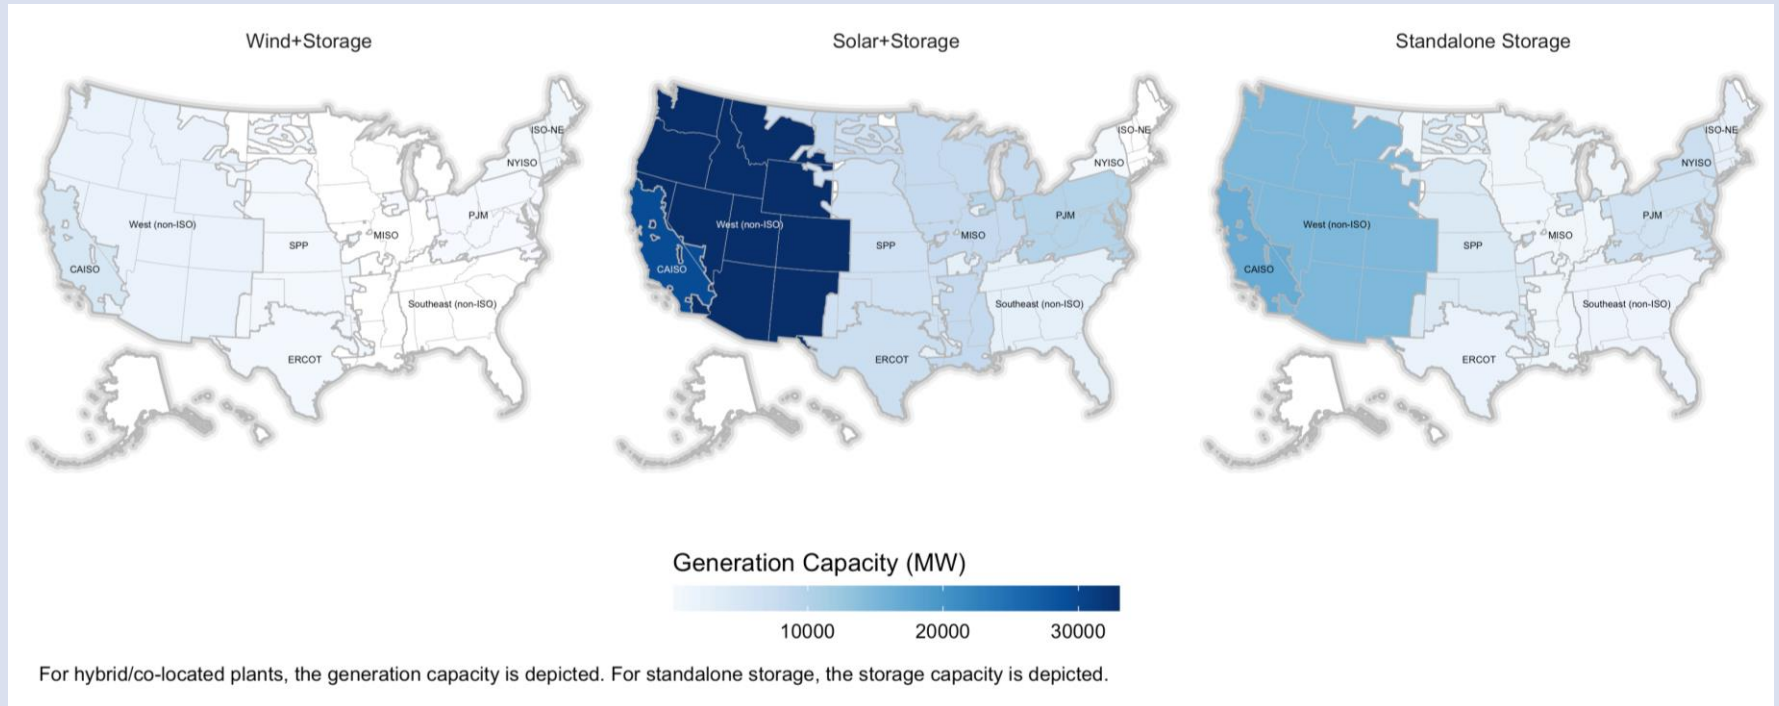 Wind+Storage
ISO-NE
NYISO
PJM
West (non-ISO)
MISO
SPP
CAISO
Southeast (non-ISO)
ERCOT
Solar+Storage
ISO-NE
NYISO
PJM
West (non-ISO)
MISO
SPP
CAISO
Southeast (non-ISO)
ERCOT
Standalone Storage
ISO-NE
NYISO
PJM
West (non-ISO)
MISO
SPP
CAISO
Southeast (non-ISO)
ERCOT
Generation Capacity (MW)
10000 20000 30000
For hybrid/co-located plants, the generation capacity is depicted. For standalone storage, the storage capacity is depicted.